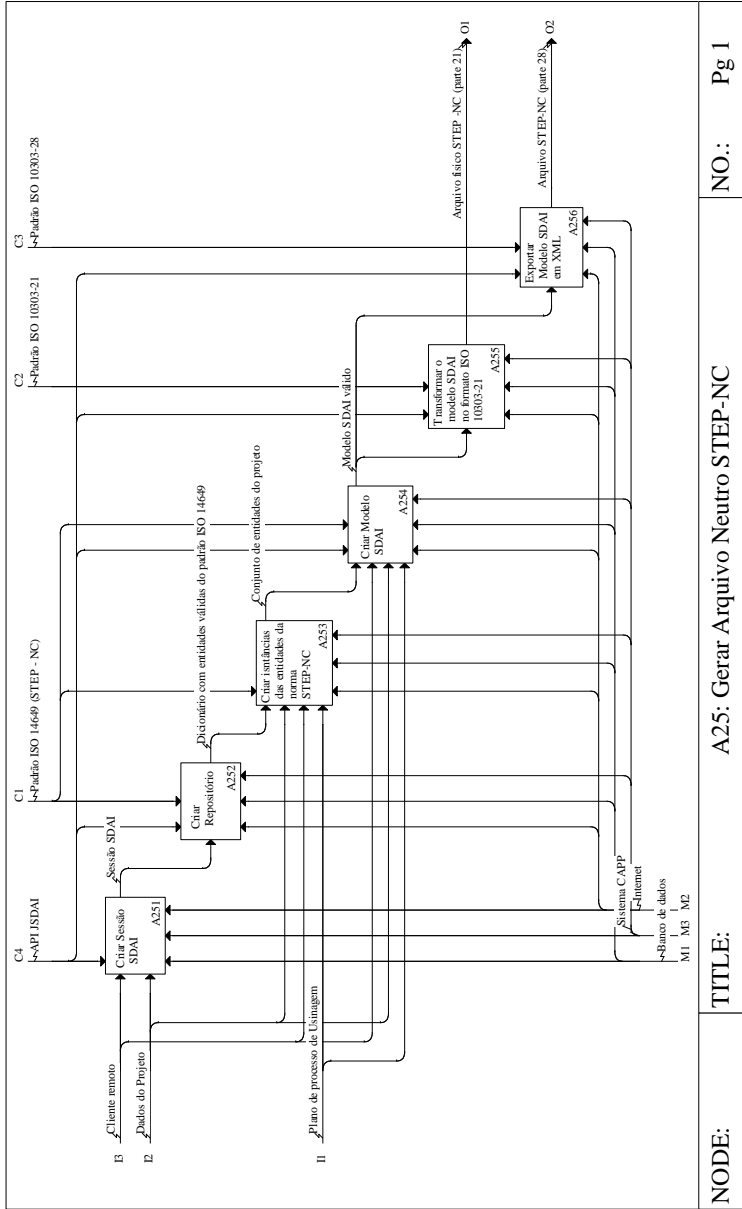 C4
API JSDAI
C1
Padrão ISO 14649 (STEP - NC)
C2
Padrão ISO 10303-21
C3
Padrão ISO 10303-28
I3
Cliente remoto
I2
Dados do Projeto
I1
Plano de processo de Usinagem
Criar Sessão
SDAI
A251
Sessão SDAI
Criar
Repositório
A252
Dicionário com entidades válidas do padrão ISO 14649
Criar isntâncias
das entidades da
norma
STEP-NC
A253
Conjunto de entidades do projeto
Criar Modelo
SDAI
A254
Modelo SDAI válido
Transformar o
modelo SDAI
no formato ISO
10303-21
A255
Exportar
Modelo SDAI
em XML
A256
Arquivo físico STEP -NC (parte 21)
O1
Arquivo STEP-NC (parte 28)
O2
Sistema CAPP
Internet
Banco de dados
M1
M3
M2
NODE:
TITLE:
A25: Gerar Arquivo Neutro STEP-NC
NO.:
Pg 1